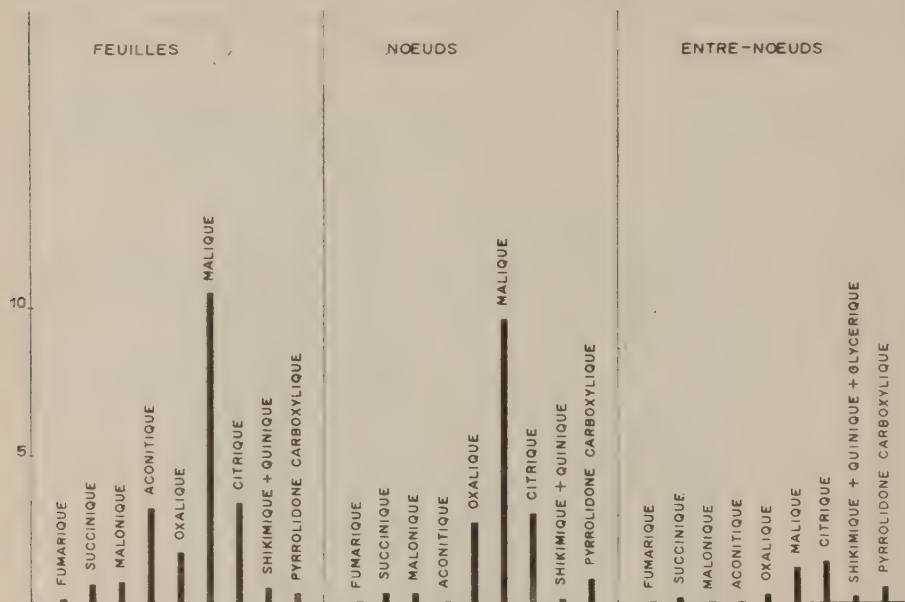 FEUILLES
NŒUDS
ENTRE-NŒUDS
10
5
FUMARIQUE
SUCCINIQUE
MALONIQUE
ACONITIQUE
OXALIQUE
MALIQUE
CITRIQUE
SHIKIMIQUE + QUINIQUE
PYRROLIDONE CARBOXYLIQUE
FUMARIQUE
SUCCINIQUE
MALONIQUE
ACONITIQUE
OXALIQUE
MALIQUE
CITRIQUE
SHIKIMIQUE + QUINIQUE
PYRROLIDONE CARBOXYLIQUE
FUMARIQUE
SUCCINIQUE
MALONIQUE
ACONITIQUE
OXALIQUE
MALIQUE
CITRIQUE
SHIKIMIQUE + QUINIQUE + GLYCERIQUE
PYRROLIDONE CARBOXYLIQUE